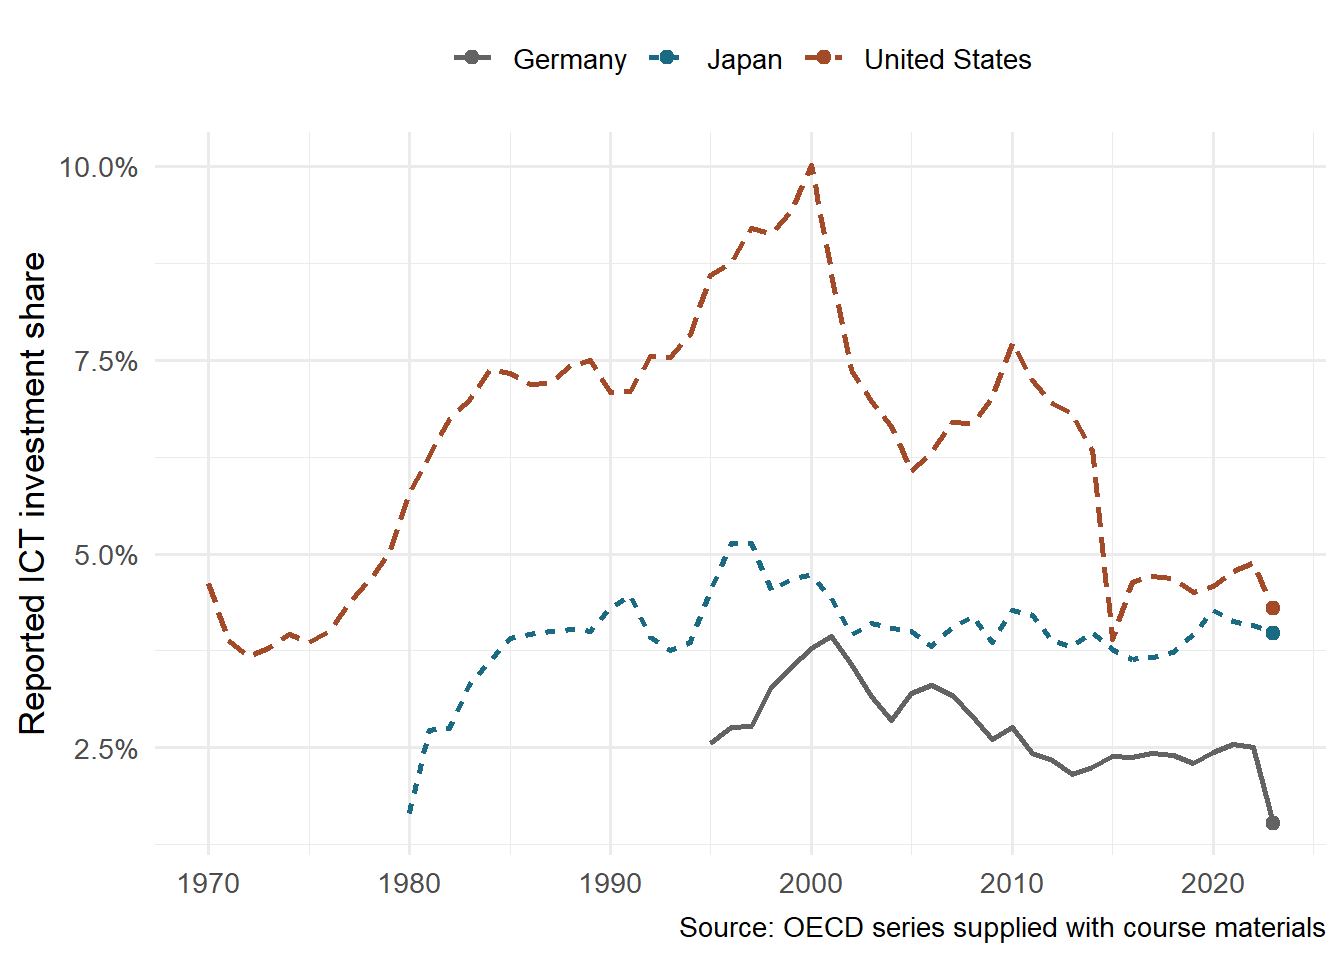 Germany Japan United States
Reported ICT investment share
10.0%
7.5%
5.0%
2.5%
1970 1980 1990 2000 2010 2020
Source: OECD series supplied with course materials